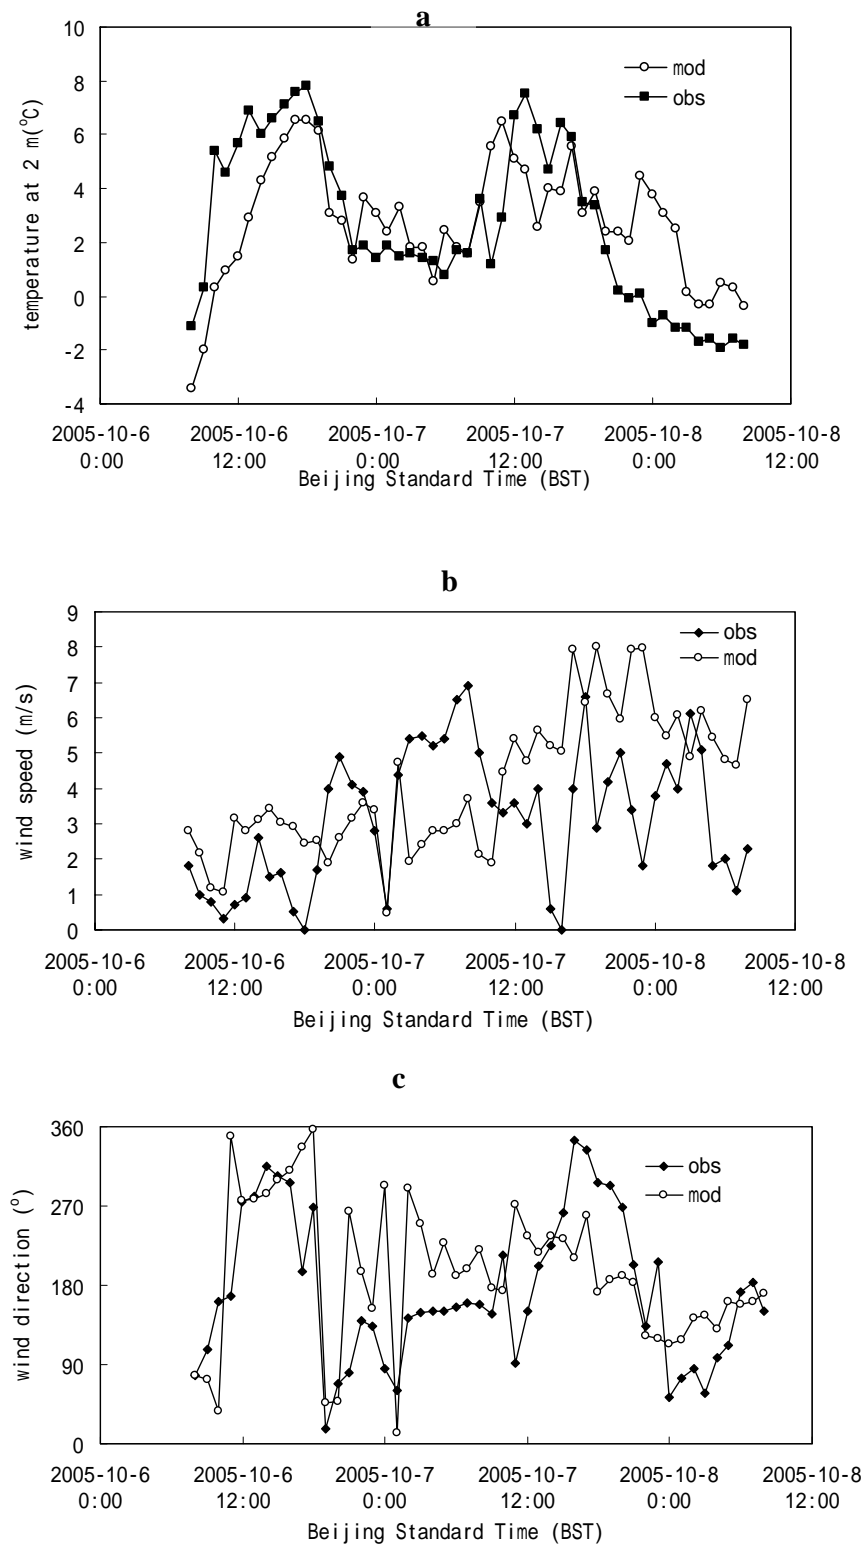 a
10
8
6
4
2
0
-2
-4
temperature at 2 m(°C)
mod
obs
2005-10-6 2005-10-6 2005-10-7 2005-10-7 2005-10-8 2005-10-8
0:00 12:00 0:00 12:00 0:00 12:00
Beijing Standard Time (BST)
b
9
8
7
6
5
4
3
2
1
0
wind speed (m/s)
obs
mod
2005-10-6 2005-10-6 2005-10-7 2005-10-7 2005-10-8 2005-10-8
0:00 12:00 0:00 12:00 0:00 12:00
Beijing Standard Time (BST)
c
360
270
180
90
0
wind direction (°)
obs
mod
2005-10-6 2005-10-6 2005-10-7 2005-10-7 2005-10-8 2005-10-8
0:00 12:00 0:00 12:00 0:00 12:00
Beijing Standard Time (BST)